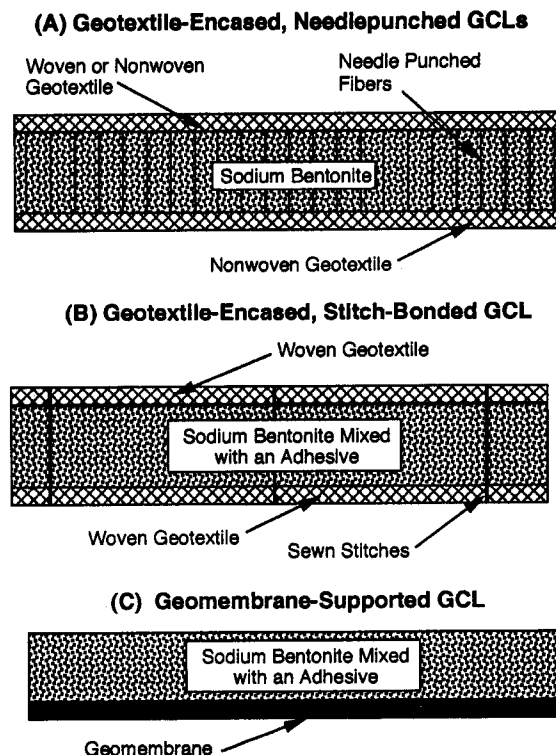 (A) Geotextile-Encased, Needlepunched GCLs
Woven or Nonwoven
Geotextile
Needle Punched
Fibers
Sodium Bentonite
Nonwoven Geotextile
(B) Geotextile-Encased, Stitch-Bonded GCL
Woven Geotextile
Sodium Bentonite Mixed
with an Adhesive
Woven Geotextile
Sewn Stitches
(C) Geomembrane-Supported GCL
Sodium Bentonite Mixed
with an Adhesive
Geomembrane